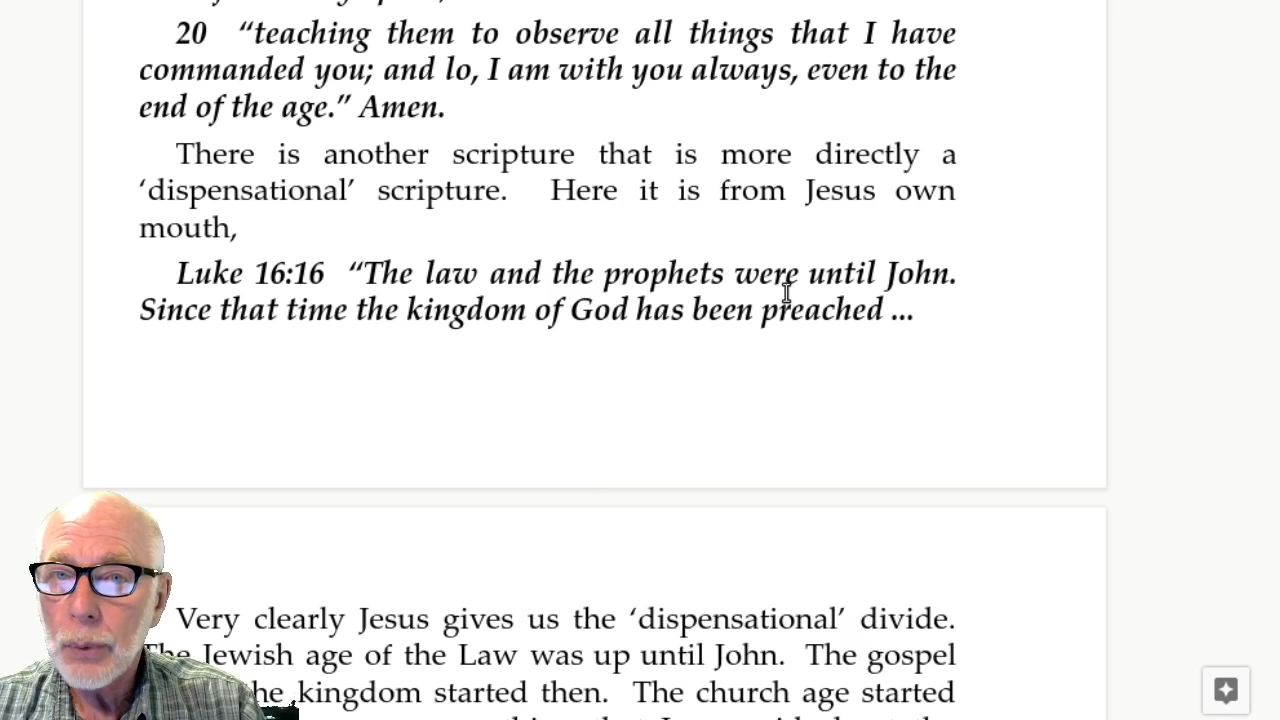 20 “teaching them to observe all things that I have
commanded you; and lo, I am with you always, even to the
end of the age.” Amen.
There is another scripture that is more directly a
‘dispensational’ scripture. Here it is from Jesus own
mouth,
Luke 16:16 “The law and the prophets were until John.
Since that time the kingdom of God has been preached ...
Very clearly Jesus gives us the ‘dispensational’ divide.
The Jewish age of the Law was up until John. The gospel
he kingdom started then. The church age started